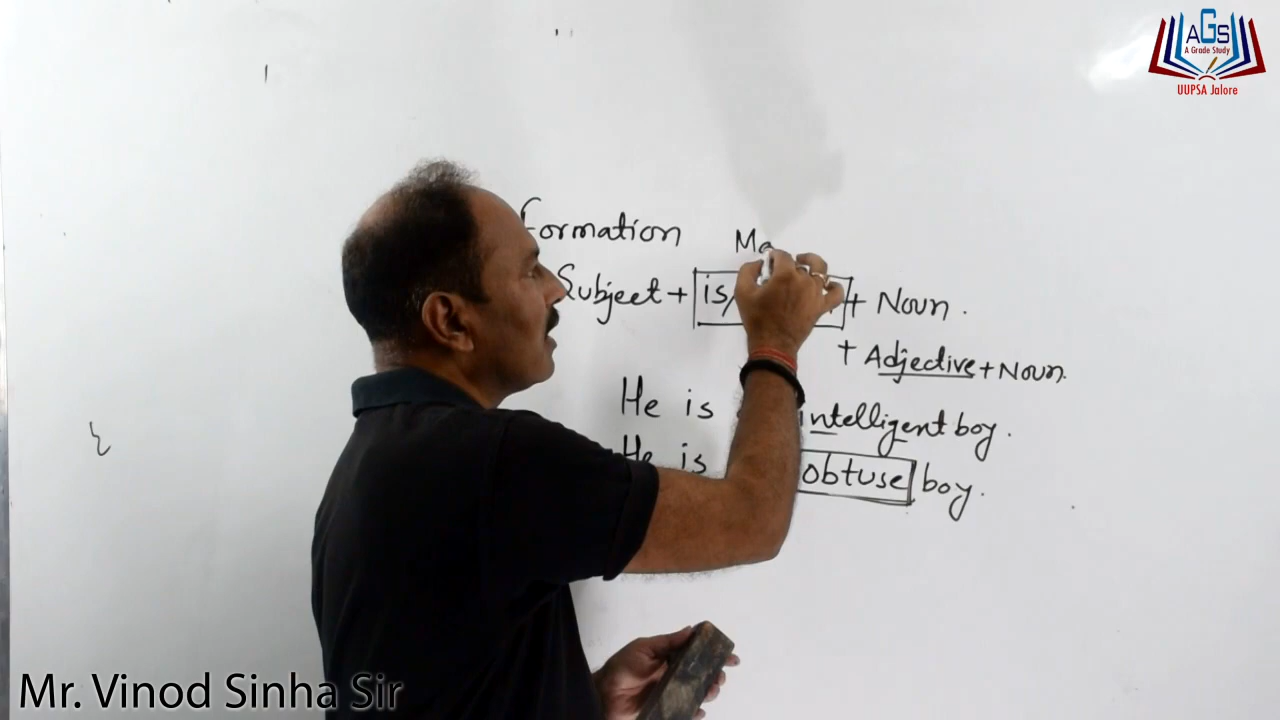 AGS
A Grade Study
UUPSA Jalore
Formation Ma
Subject + is/ + Noun.
+ Adjective + Noun.
He is intelligent boy.
He is obtuse boy.
Mr. Vinod Sinha Sir